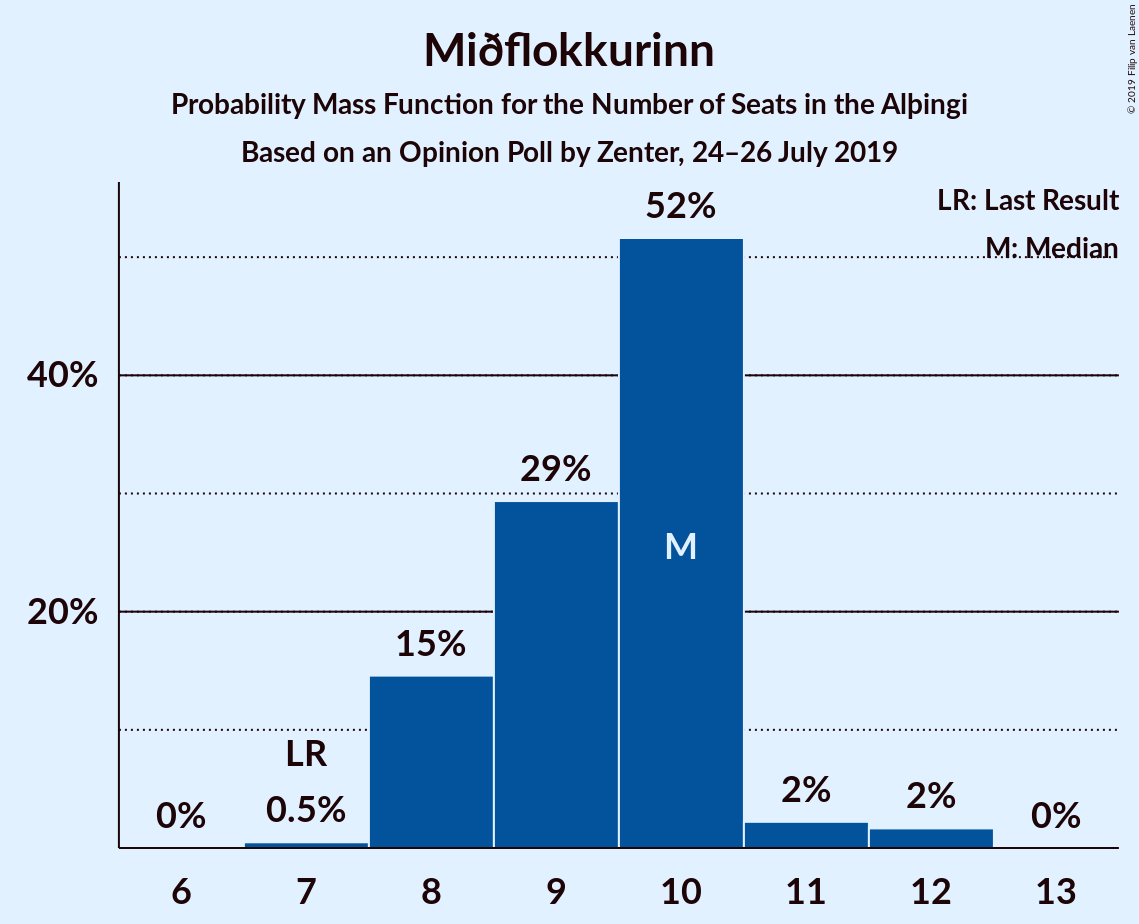 Miðflokkurinn
Probability Mass Function for the Number of Seats in the Alþingi
Based on an Opinion Poll by Zenter, 24–26 July 2019
© 2019 Filip van Laenen
LR: Last Result
M: Median
52%
40%
29%
M
20%
15%
LR
0% 0.5% 2% 2% 0%
6 7 8 9 10 11 12 13